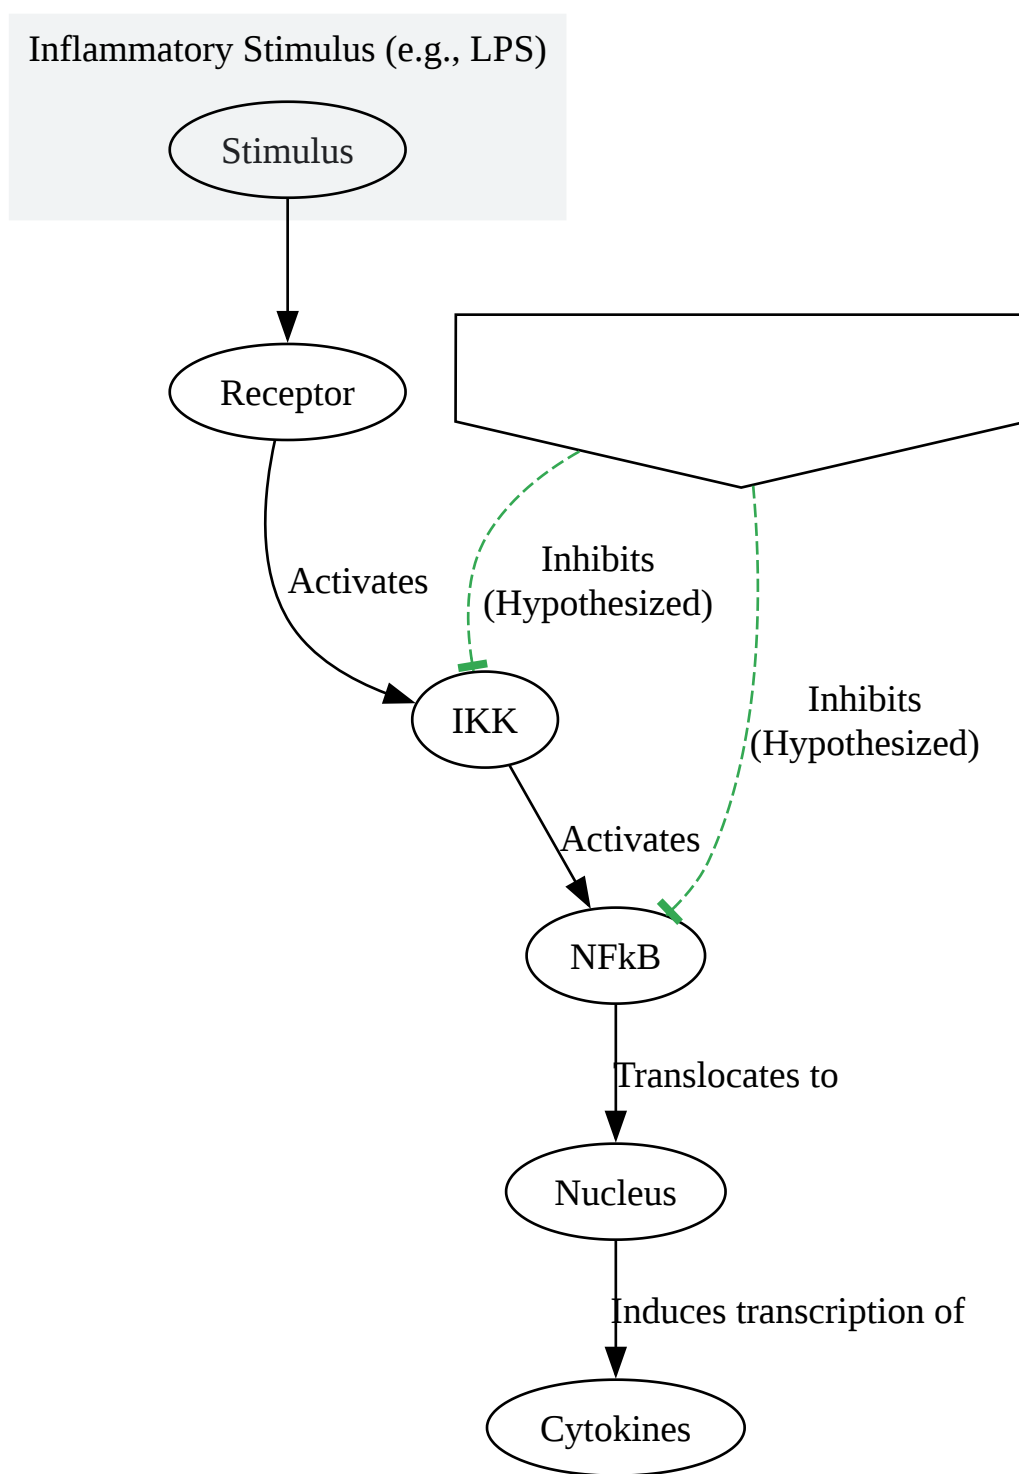 Inflammatory Stimulus (e.g., LPS)
Stimulus
Receptor
Inhibits
(Hypothesized)
Activates
Inhibits
(Hypothesized)
IKK
Activates
NFkB
Translocates to
Nucleus
Induces transcription of
Cytokines